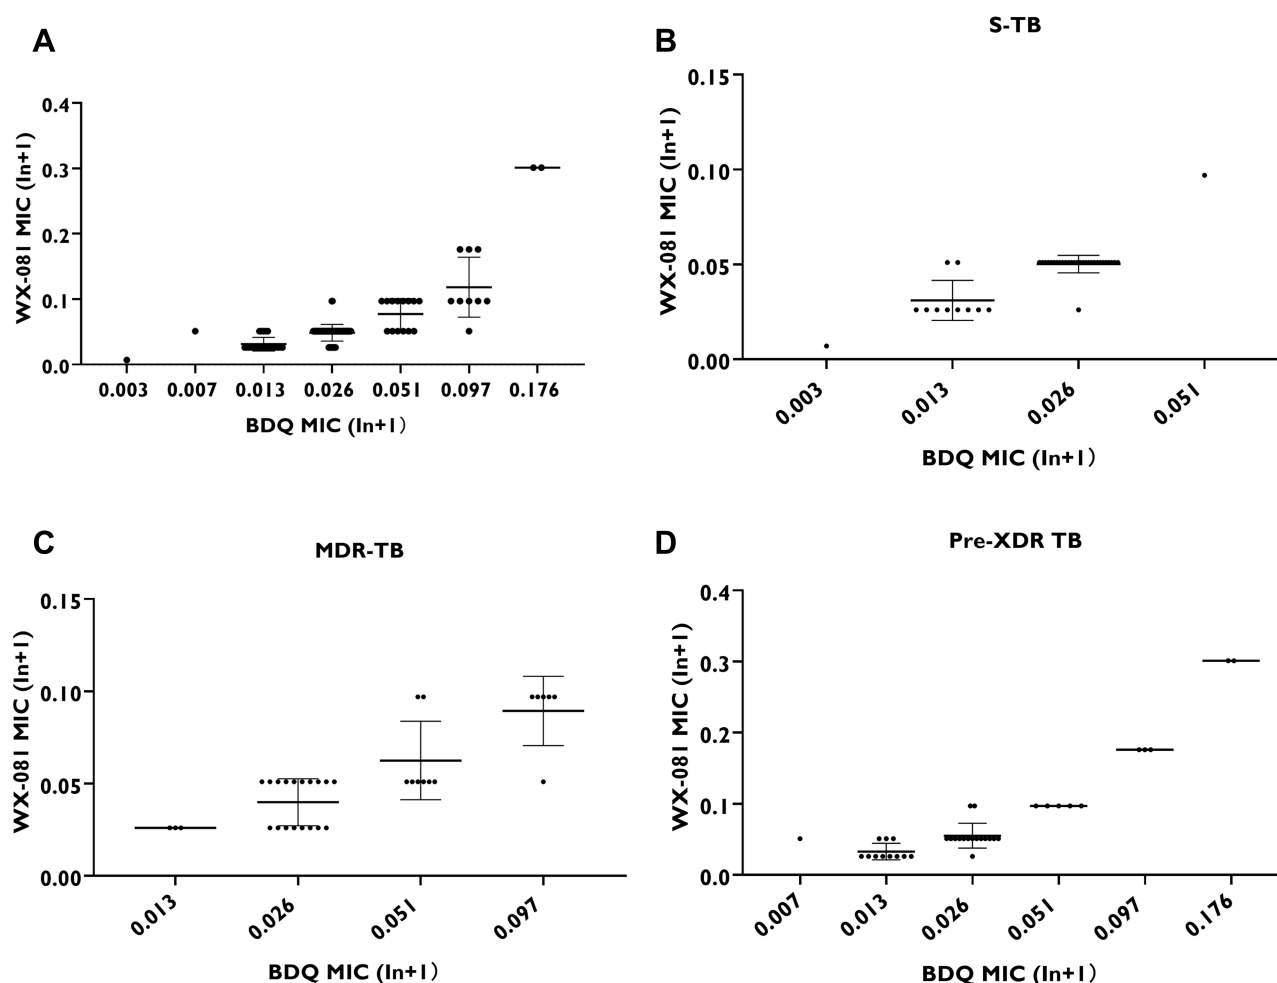 A
WX-081 MIC (ln+1)
0.4
0.3
0.2
0.1
0.0
0.003 0.007 0.013 0.026 0.051 0.097 0.176
BDQ MIC (ln+1)
B
S-TB
WX-081 MIC (ln+1)
0.15
0.10
0.05
0.00
0.003 0.013 0.026 0.051
BDQ MIC (ln+1)
C
MDR-TB
WX-081 MIC (ln+1)
0.15
0.10
0.05
0.00
0.013 0.026 0.051 0.097
BDQ MIC (ln+1)
D
Pre-XDR TB
WX-081 MIC (ln+1)
0.4
0.3
0.2
0.1
0.0
0.007 0.013 0.026 0.051 0.097 0.176
BDQ MIC (ln+1)